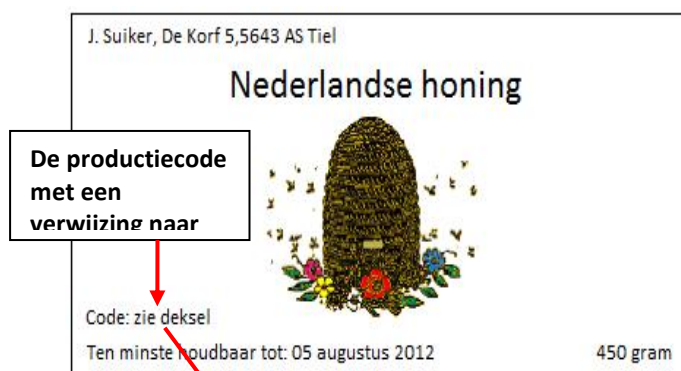 J. Suiker, De Korf 5,5643 AS Tiel
Nederlandse honing
De productiecode
met een
verwijzing naar
Code: zie deksel
Ten minste houdbaar tot: 05 augustus 2012 450 gram